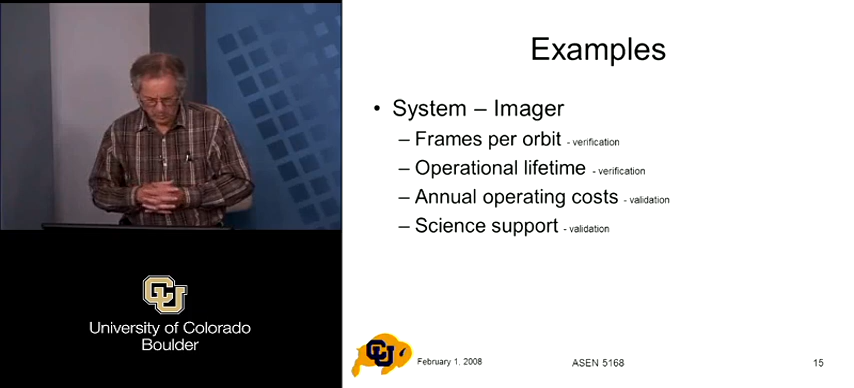 Examples
• System – Imager
– Frames per orbit - verification
– Operational lifetime - verification
– Annual operating costs - validation
– Science support - validation
CU
University of Colorado
Boulder
CU
February 1, 2008
ASEN 5168
15